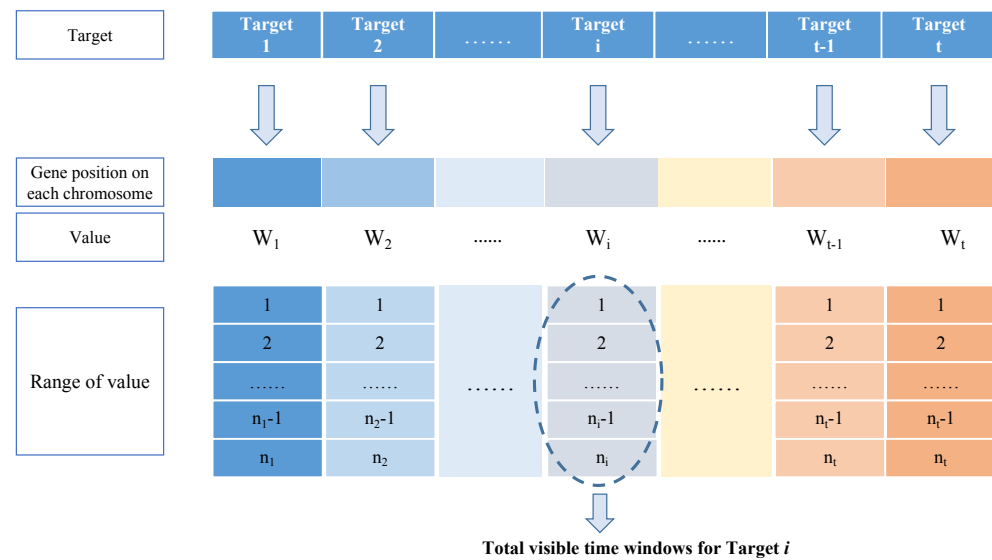 Target
Target 1
Target 2
......
Target i
......
Target t-1
Target t
Gene position on
each chromosome
Value
W₁
W₂
......
Wᵢ
......
Wₜ₋₁
Wₜ
Range of value
1
2
......
n₁-1
n₁
1
2
......
n₂-1
n₂
......
1
2
......
nᵢ-1
nᵢ
......
1
2
......
nₜ-1
nₜ
1
2
......
nₜ-1
nₜ
Total visible time windows for Target i